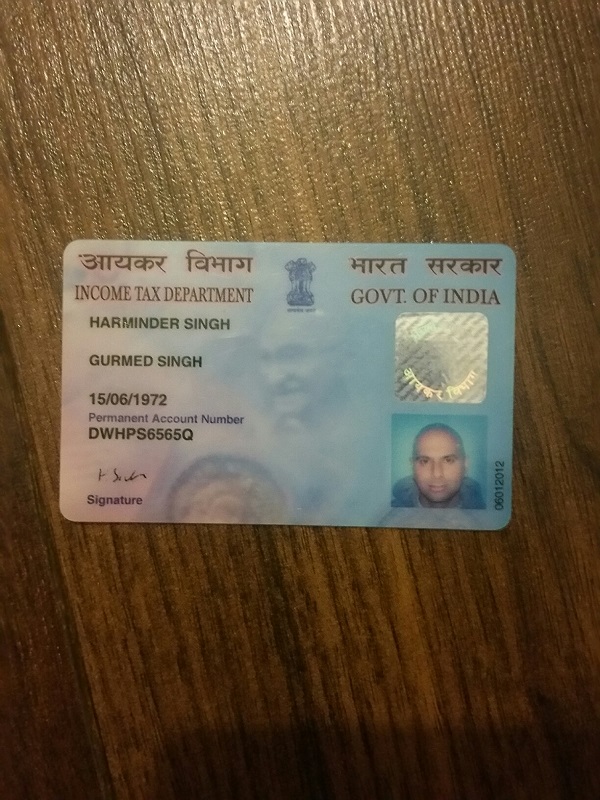 आयकर विभाग
INCOME TAX DEPARTMENT
भारत सरकार
GOVT. OF INDIA
HARMINDER SINGH
GURMED SINGH
15/06/1972
Permanent Account Number
DWHPS6565Q
Signature
आयकर विभाग
06012012